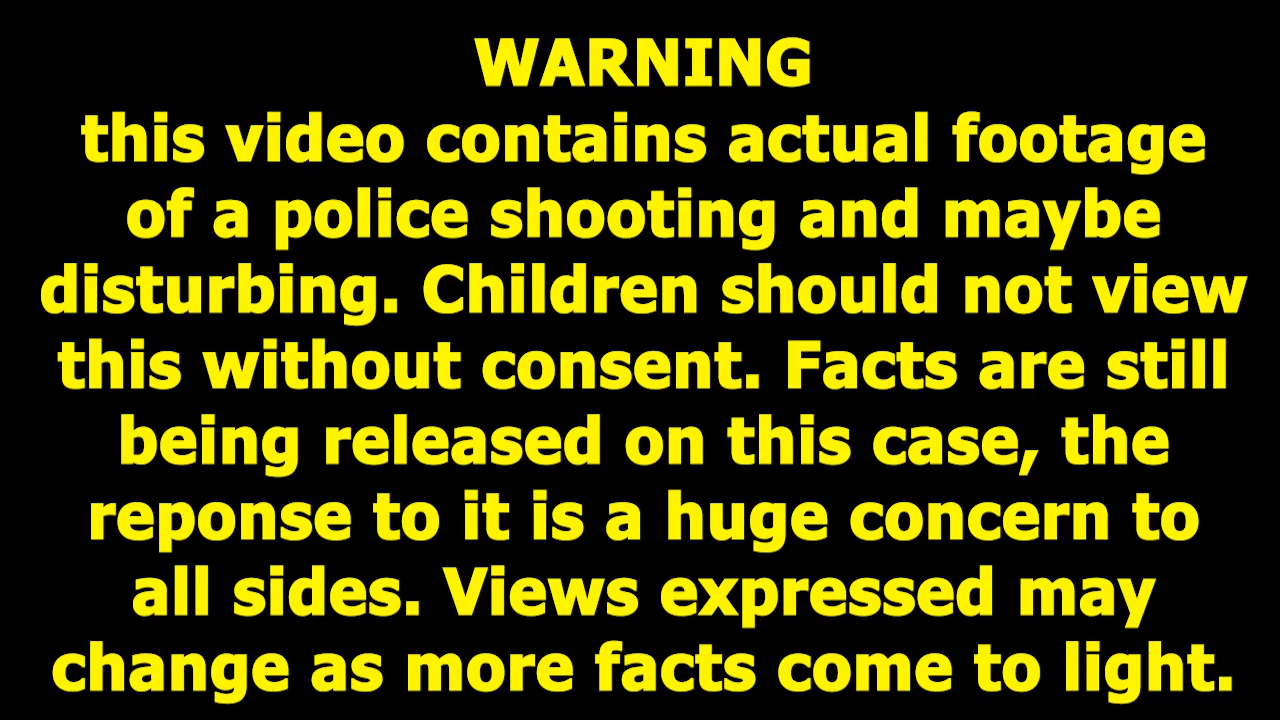 WARNING
this video contains actual footage
of a police shooting and maybe
disturbing. Children should not view
this without consent. Facts are still
being released on this case, the
reponse to it is a huge concern to
all sides. Views expressed may
change as more facts come to light.